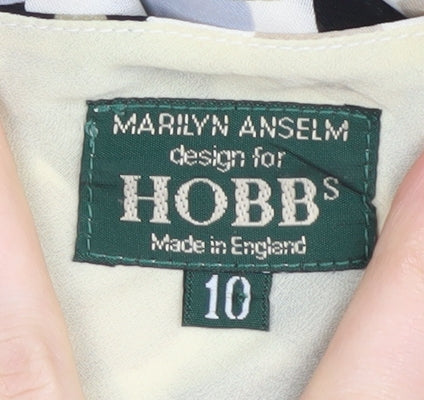 MARILYN ANSELM
design for
HOBBS
Made in England
10